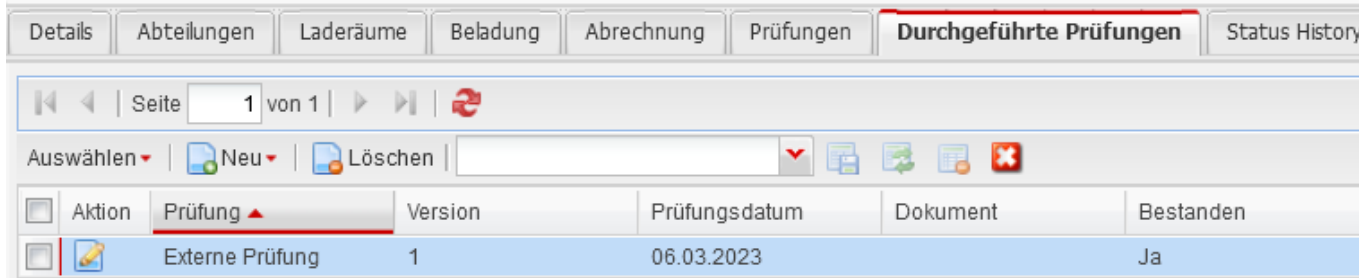 Details Abteilungen Laderäume Beladung Abrechnung Prüfungen Durchgeführte Prüfungen Status History
Seite 1 von 1
Auswählen Neu Löschen
Aktion Prüfung Version Prüfungsdatum Dokument Bestanden
Externe Prüfung 1 06.03.2023 Ja